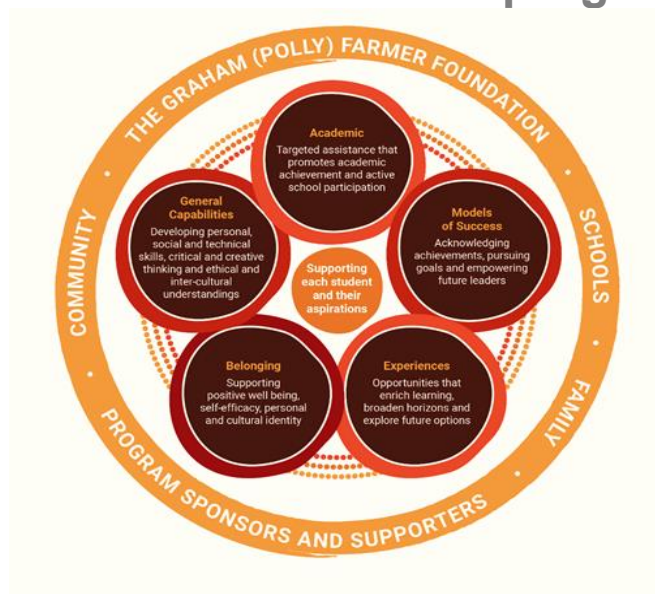 THE GRAHAM (POLLY) FARMER FOUNDATION
SCHOOLS
FAMILY
PROGRAM SPONSORS AND SUPPORTERS
COMMUNITY
Academic
Targeted assistance that
promotes academic
achievement and active
school participation
General
Capabilities
Developing personal,
social and technical
skills, critical and creative
thinking and ethical and
inter-cultural
understandings
Models
of Success
Acknowledging
achievements, pursuing
goals and empowering
future leaders
Supporting
each student
and their
aspirations
Belonging
Supporting
positive well being,
self-efficacy, personal
and cultural identity
Experiences
Opportunities that
enrich learning,
broaden horizons and
explore future options